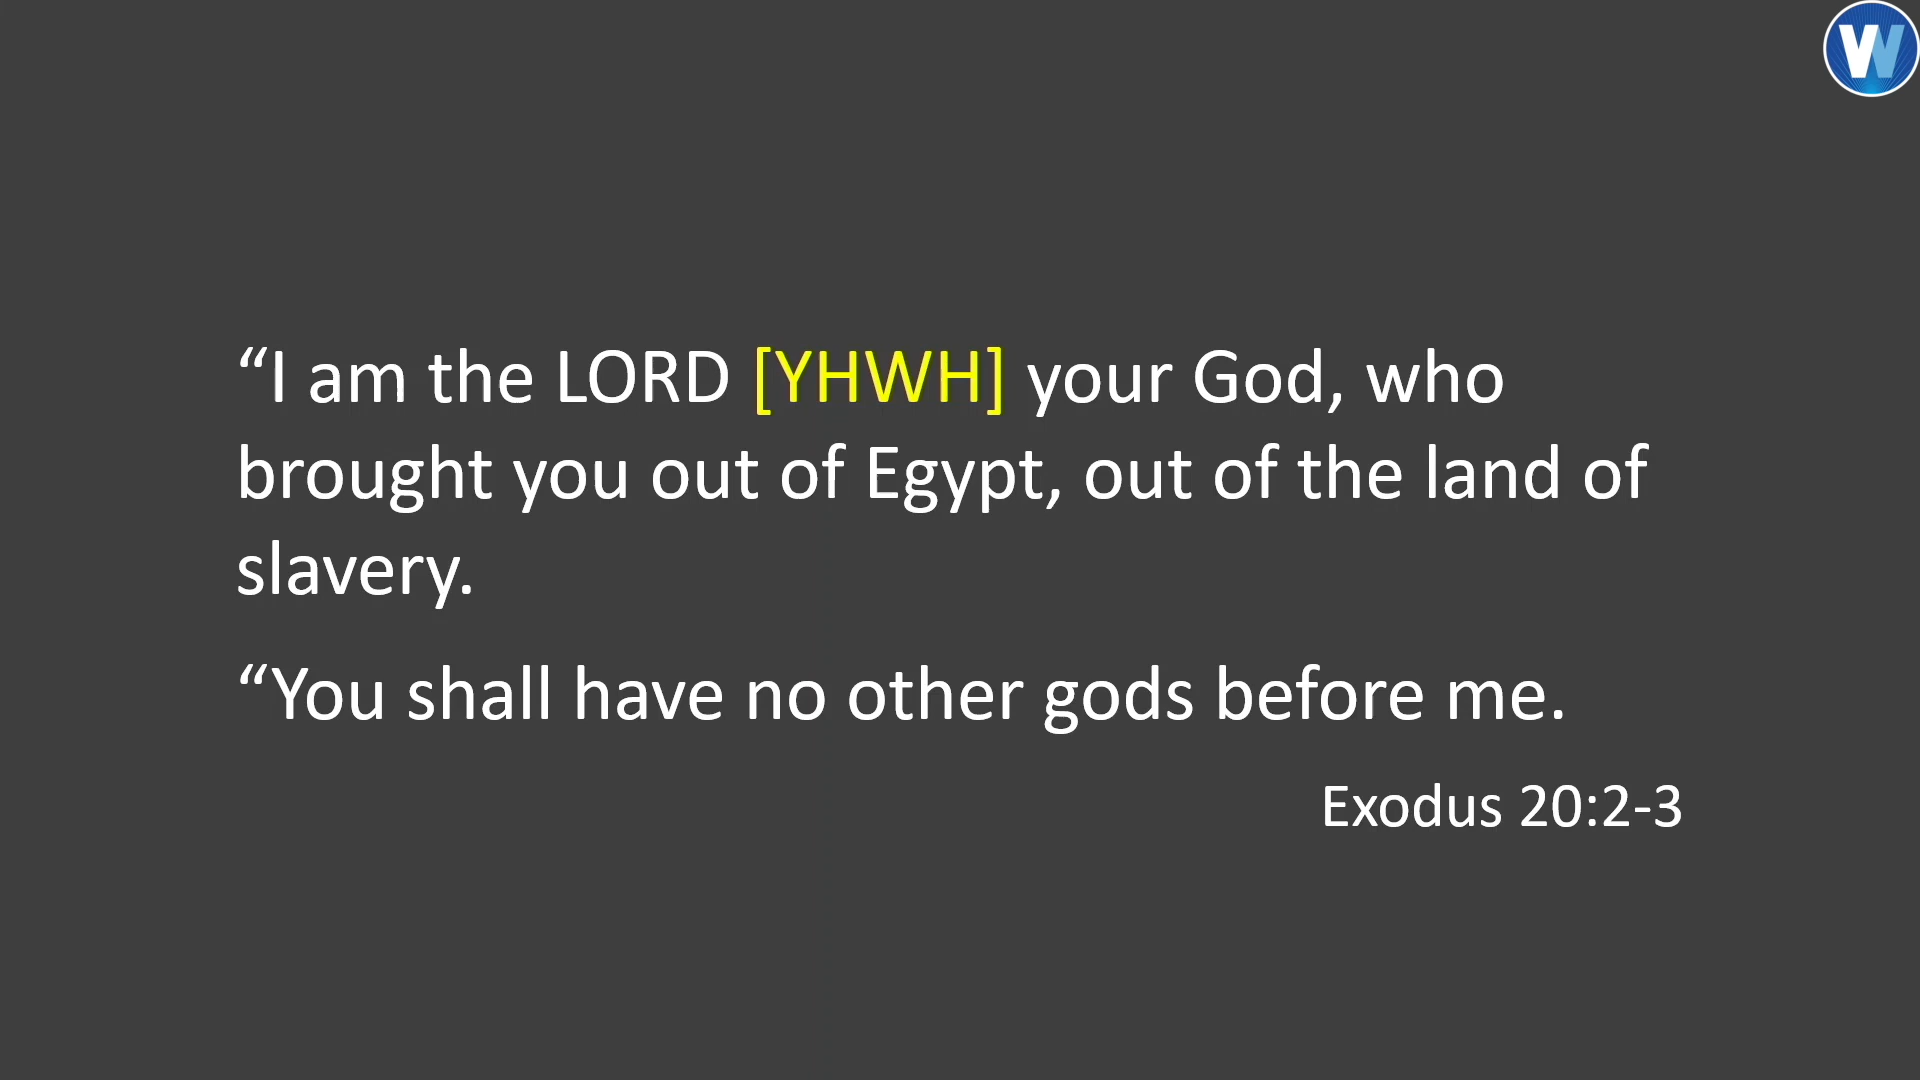 W
“I am the LORD [YHWH] your God, who
brought you out of Egypt, out of the land of
slavery.
“You shall have no other gods before me.
Exodus 20:2-3